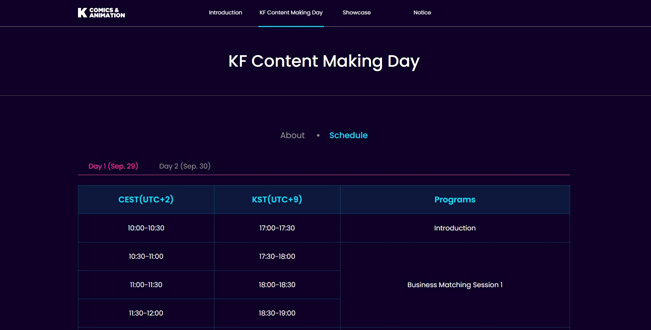 K COMICS &
ANIMATION
Introduction KF Content Making Day Showcase Notice
KF Content Making Day
About • Schedule
Day 1 (Sep. 29) Day 2 (Sep. 30)
CEST(UTC+2) KST(UTC+9) Programs
10:00-10:30 17:00-17:30 Introduction
10:30-11:00 17:30-18:00
11:00-11:30 18:00-18:30 Business Matching Session 1
11:30-12:00 18:30-19:00